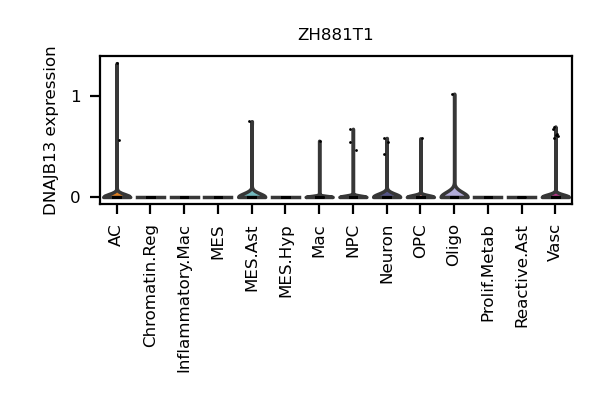 ZH881T1
DNAJB13 expression
1
0
AC
Chromatin.Reg
Inflammatory.Mac
MES
MES.Ast
MES.Hyp
Mac
NPC
Neuron
OPC
Oligo
Prolif.Metab
Reactive.Ast
Vasc